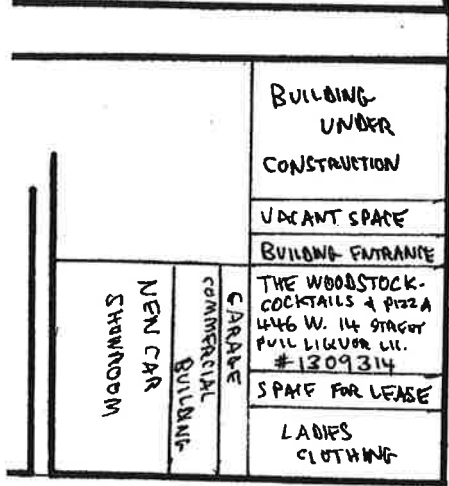 BUILDING
UNDER
CONSTRUCTION
VACANT SPACE
BUILDING ENTRANCE
THE WOODSTOCK-
COCKTAILS & PIZZA
446 W. 14 STREET
FULL LIQUOR LIC.
#1309314
SPACE FOR LEASE
LADIES
CLOTHING
GARAGE
COMMERCIAL
BUILDING
NEW CAR
SHOWROOM